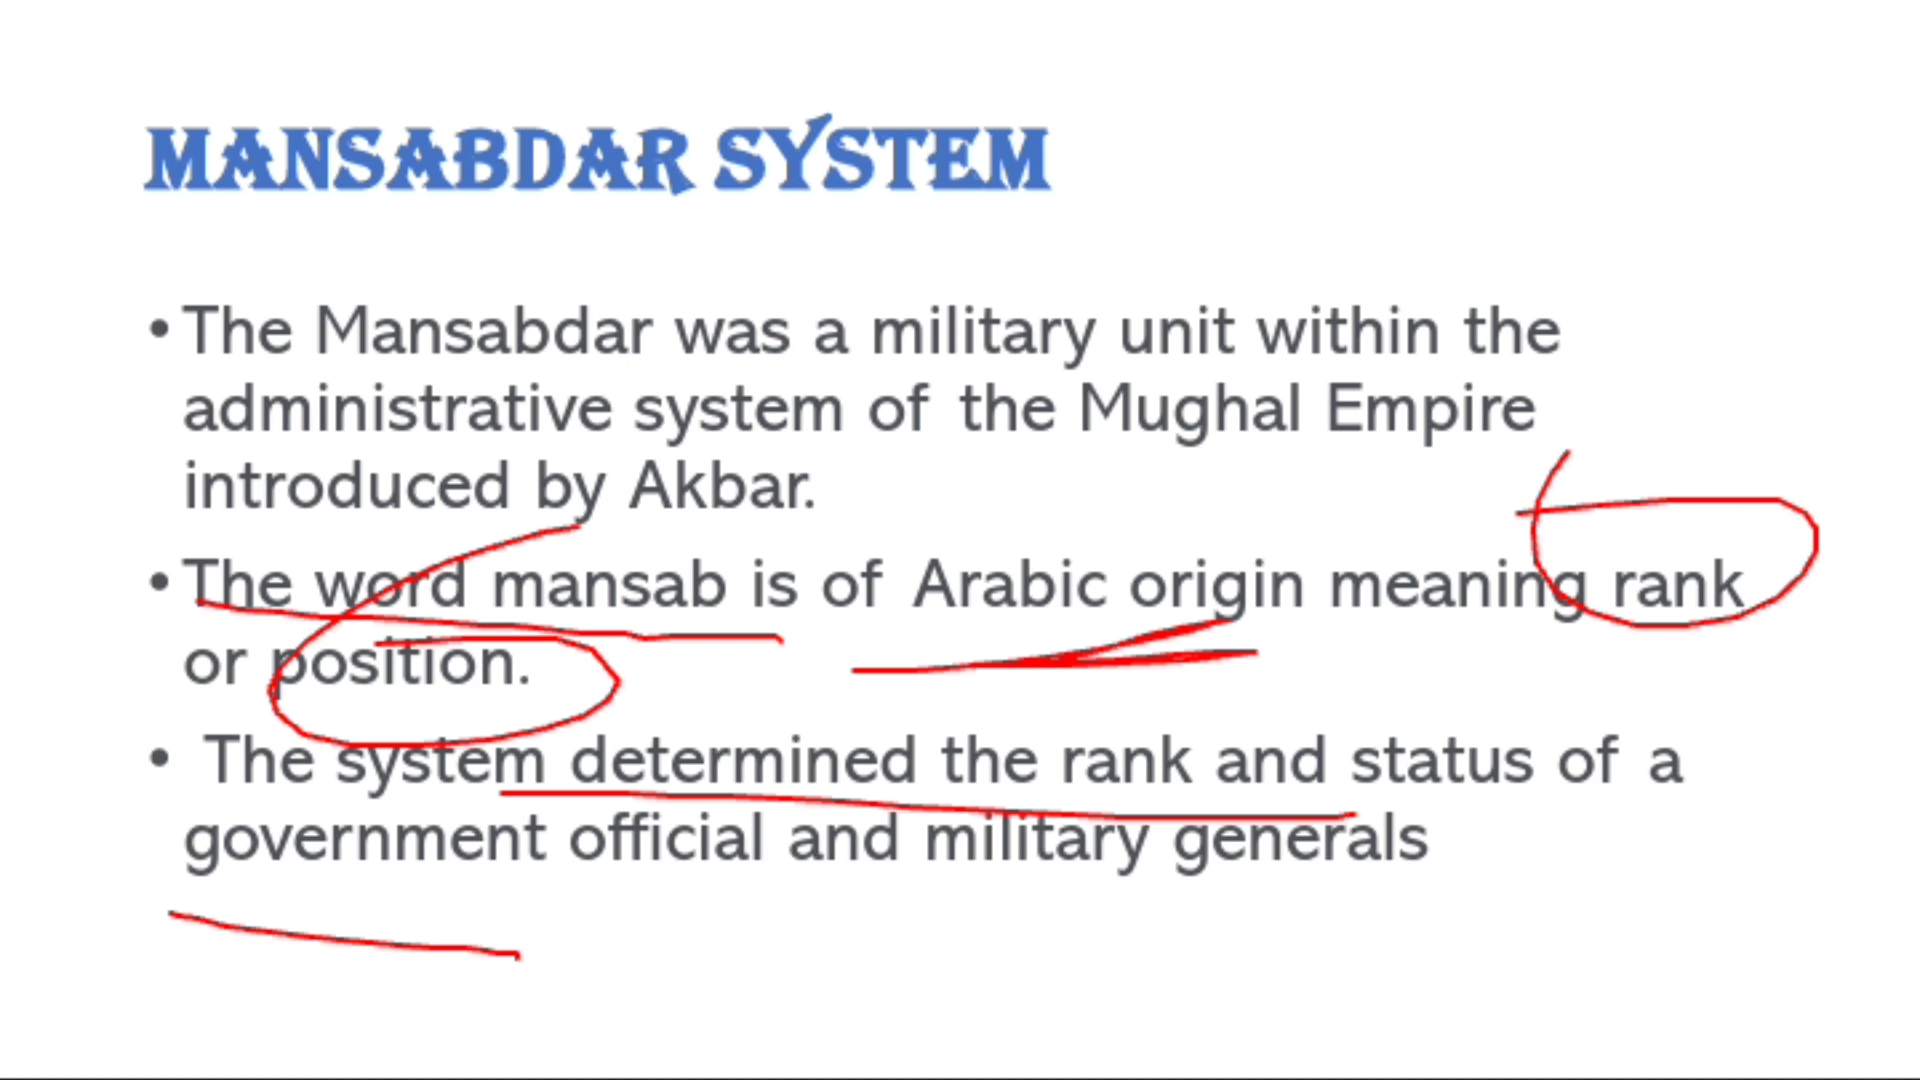 MANSABDAR SYSTEM
• The Mansabdar was a military unit within the
administrative system of the Mughal Empire
introduced by Akbar.
• The word mansab is of Arabic origin meaning rank
or position.
• The system determined the rank and status of a
government official and military generals